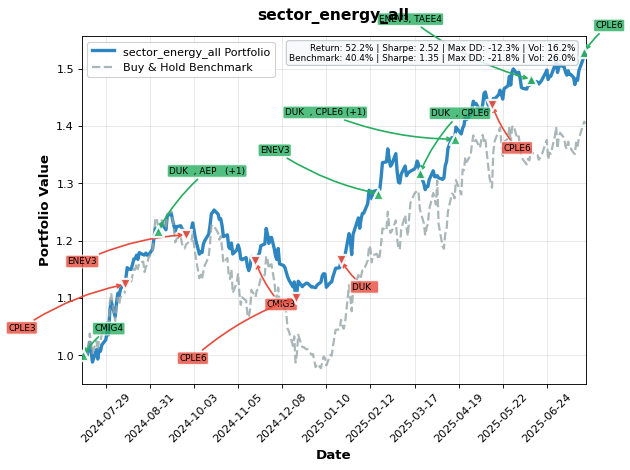 sector_energy_all
ENEV3, TAEE4
CPLE6
sector_energy_all Portfolio
Buy & Hold Benchmark
Return: 52.2% | Sharpe: 2.52 | Max DD: -12.3% | Vol: 16.2%
Benchmark: 40.4% | Sharpe: 1.35 | Max DD: -21.8% | Vol: 26.0%
DUK , CPLE6 (+1)
DUK , CPLE6
ENEV3
CPLE6
DUK , AEP (+1)
ENEV3
DUK
CMIG3
CPLE3
CMIG4
CPLE6
1.5
1.4
1.3
1.2
1.1
1.0
Portfolio Value
2024-07-29
2024-08-31
2024-10-03
2024-11-05
2024-12-08
2025-01-10
2025-02-12
2025-03-17
2025-04-19
2025-05-22
2025-06-24
Date